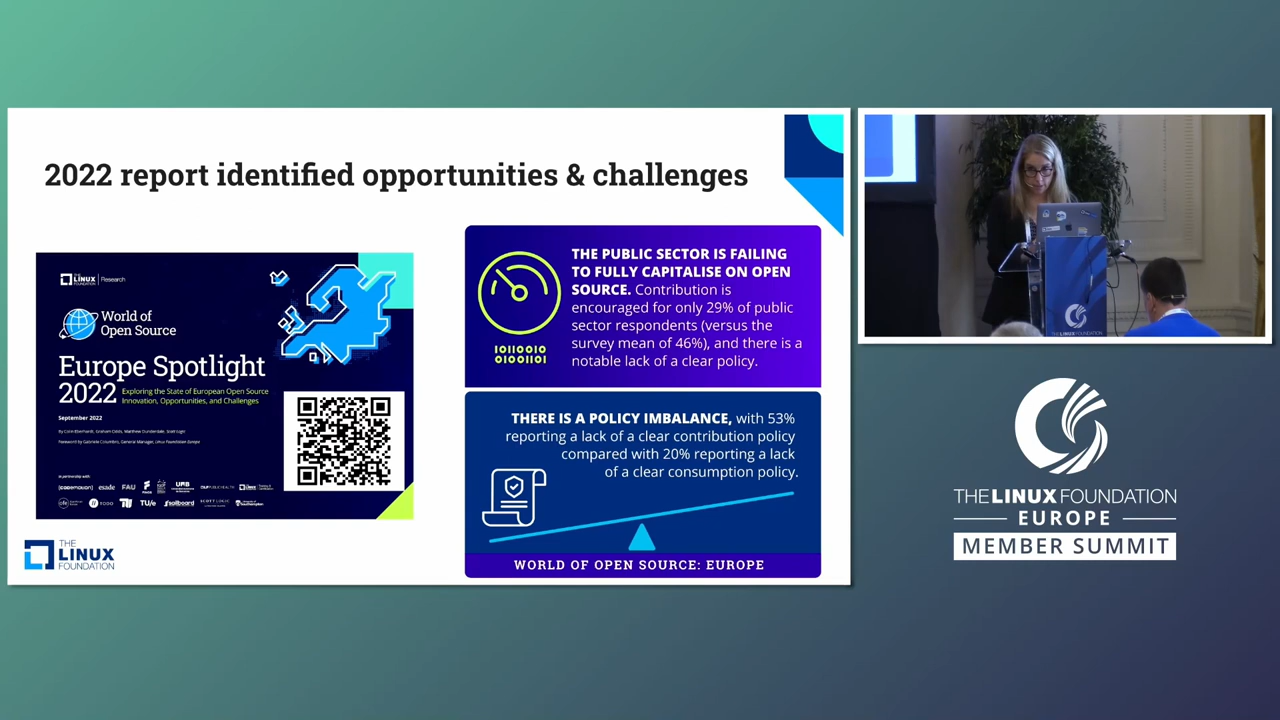 2022 report identified opportunities & challenges
THE
LINUX
FOUNDATION
Research
World of
Open Source
Europe Spotlight
2022
Exploring the State of European Open Source
Innovation, Opportunities, and Challenges
September 2022
THE PUBLIC SECTOR IS FAILING
TO FULLY CAPITALISE ON OPEN
SOURCE. Contribution is
encouraged for only 29% of public
sector respondents (versus the
survey mean of 46%), and there is a
notable lack of a clear policy.
10110010
01001101
THERE IS A POLICY IMBALANCE, with 53%
reporting a lack of a clear contribution policy
compared with 20% reporting a lack
of a clear consumption policy.
WORLD OF OPEN SOURCE: EUROPE
THE
LINUX
FOUNDATION
THE LINUX FOUNDATION
EUROPE
MEMBER SUMMIT